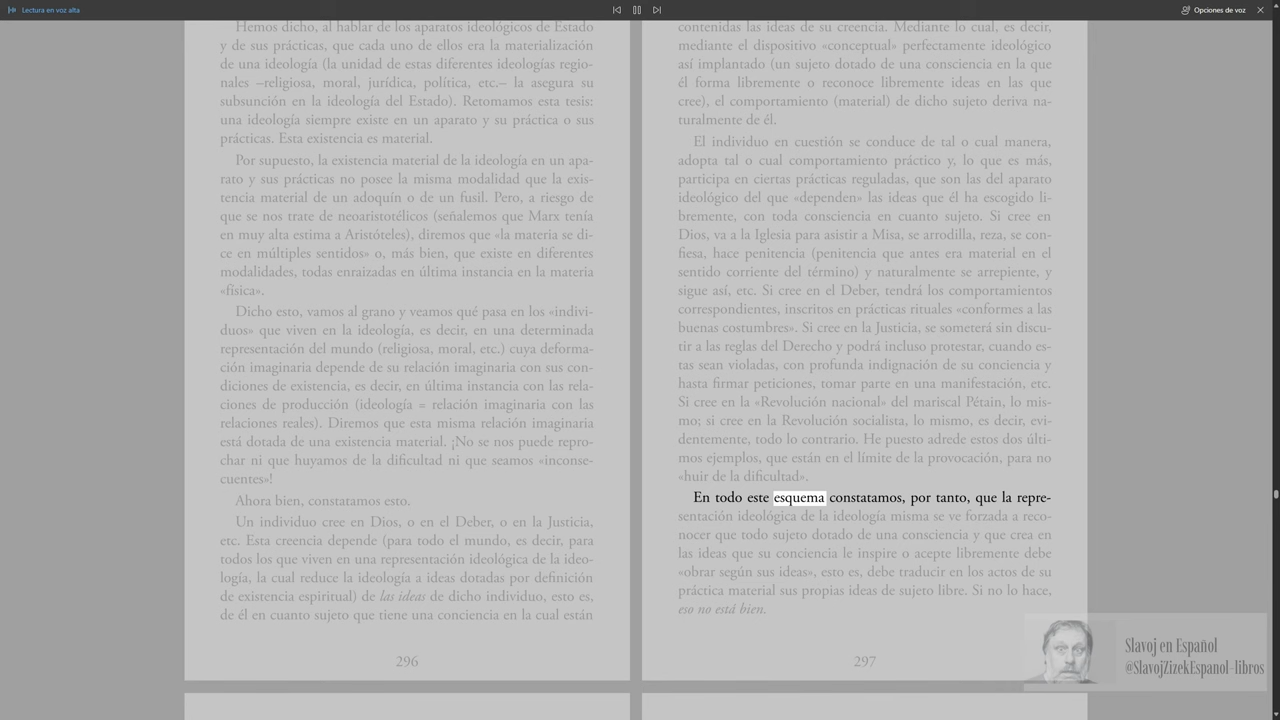 Lectura en voz alta
Opciones de voz
Hemos dicho, al hablar de los aparatos ideológicos de Estado
y de sus prácticas, que cada uno de ellos era la materialización
de una ideología (la unidad de estas diferentes ideologías regio-
nales –religiosa, moral, jurídica, política, etc.– la asegura su
subsunción en la ideología del Estado). Retomamos esta tesis:
una ideología siempre existe en un aparato y su práctica o sus
prácticas. Esta existencia es material.
Por supuesto, la existencia material de la ideología en un apa-
rato y sus prácticas no posee la misma modalidad que la exis-
tencia material de un adoquín o de un fusil. Pero, a riesgo de
que se nos trate de neoaristotélicos (señalemos que Marx tenía
en muy alta estima a Aristóteles), diremos que «la materia se di-
ce en múltiples sentidos» o, más bien, que existe en diferentes
modalidades, todas enraizadas en última instancia en la materia
«física».
Dicho esto, vamos al grano y veamos qué pasa en los «indivi-
duos» que viven en la ideología, es decir, en una determinada
representación del mundo (religiosa, moral, etc.) cuya deforma-
ción imaginaria depende de su relación imaginaria con sus con-
diciones de existencia, es decir, en última instancia con las rela-
ciones de producción (ideología = relación imaginaria con las
relaciones reales). Diremos que esta misma relación imaginaria
está dotada de una existencia material. ¡No se nos puede repro-
char ni que huyamos de la dificultad ni que seamos «inconse-
cuentes»!
Ahora bien, constatamos esto.
Un individuo cree en Dios, o en el Deber, o en la Justicia,
etc. Esta creencia depende (para todo el mundo, es decir, para
todos los que viven en una representación ideológica de la ideo-
logía, la cual reduce la ideología a ideas dotadas por definición
de existencia espiritual) de las ideas de dicho individuo, esto es,
de él en cuanto sujeto que tiene una conciencia en la cual están
296
contenidas las ideas de su creencia. Mediante lo cual, es decir,
mediante el dispositivo «conceptual» perfectamente ideológico
así implantado (un sujeto dotado de una consciencia en la que
él forma libremente o reconoce libremente ideas en las que
cree), el comportamiento (material) de dicho sujeto deriva na-
turalmente de él.
El individuo en cuestión se conduce de tal o cual manera,
adopta tal o cual comportamiento práctico y, lo que es más,
participa en ciertas prácticas reguladas, que son las del aparato
ideológico del que «dependen» las ideas que él ha escogido li-
bremente, con toda consciencia en cuanto sujeto. Si cree en
Dios, va a la Iglesia para asistir a Misa, se arrodilla, reza, se con-
fiesa, hace penitencia (penitencia que antes era material en el
sentido corriente del término) y naturalmente se arrepiente, y
sigue así, etc. Si cree en el Deber, tendrá los comportamientos
correspondientes, inscritos en prácticas rituales «conformes a las
buenas costumbres». Si cree en la Justicia, se someterá sin discu-
tir a las reglas del Derecho y podrá incluso protestar, cuando es-
tas sean violadas, con profunda indignación de su conciencia y
hasta firmar peticiones, tomar parte en una manifestación, etc.
Si cree en la «Revolución nacional» del mariscal Pétain, lo mis-
mo; si cree en la Revolución socialista, lo mismo, es decir, evi-
dentemente, todo lo contrario. He puesto adrede estos dos últi-
mos ejemplos, que están en el límite de la provocación, para no
«huir de la dificultad».
En todo este esquema constatamos, por tanto, que la repre-
sentación ideológica de la ideología misma se ve forzada a reco-
nocer que todo sujeto dotado de una consciencia y que crea en
las ideas que su conciencia le inspire o acepte libremente debe
«obrar según sus ideas», esto es, debe traducir en los actos de su
práctica material sus propias ideas de sujeto libre. Si no lo hace,
eso no está bien.
297
Slavoj en Español
@SlavojZizekEspanol-libros